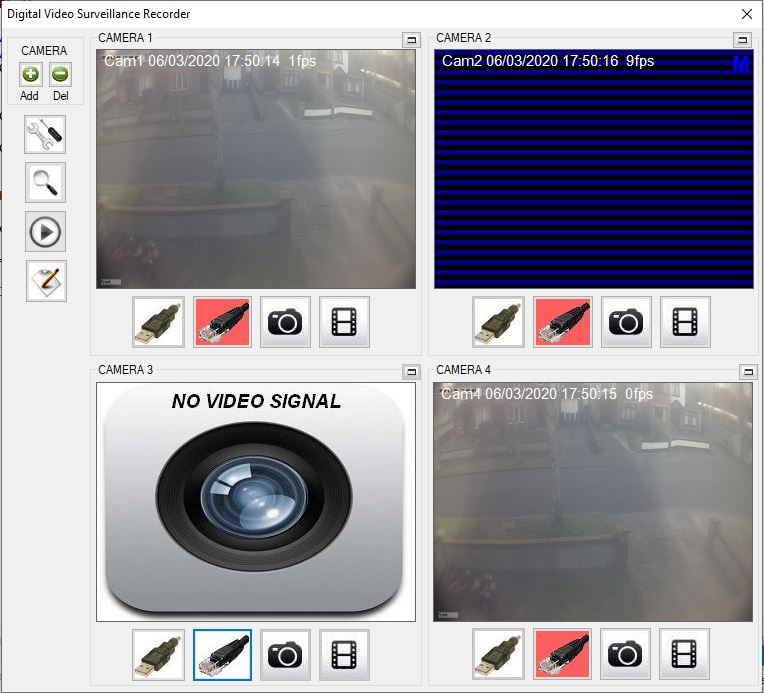 Digital Video Surveillance Recorder
CAMERA
Add Del
CAMERA 1
Cam1 06/03/2020 17:50:14 1fps
CAMERA 2
Cam2 06/03/2020 17:50:16 9fps
M
CAMERA 3
NO VIDEO SIGNAL
CAMERA 4
Cam4 06/03/2020 17:50:15 0fps